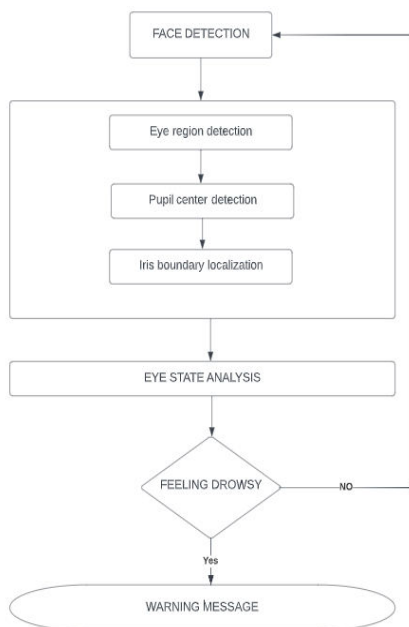 FACE DETECTION
Eye region detection
Pupil center detection
Iris boundary localization
EYE STATE ANALYSIS
FEELING DROWSY
NO
Yes
WARNING MESSAGE